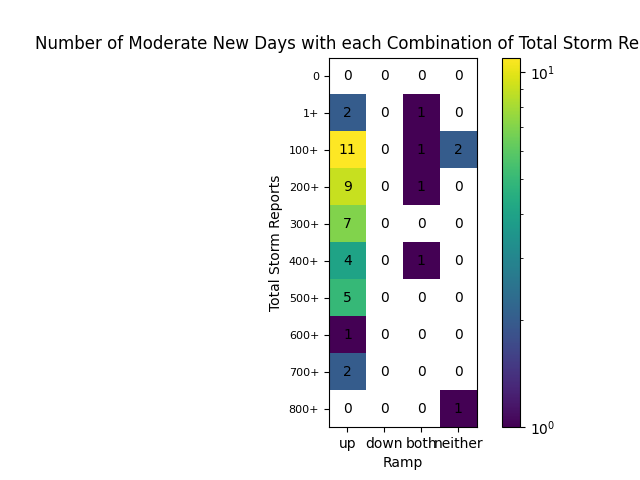 Number of Moderate New Days with each Combination of Total Storm Re
0 0 0 0 0
1+ 2 0 1 0
100+ 11 0 1 2
200+ 9 0 1 0
300+ 7 0 0 0
400+ 4 0 1 0
500+ 5 0 0 0
600+ 1 0 0 0
700+ 2 0 0 0
800+ 0 0 0 1
up down both neither
Ramp
Total Storm Reports
10¹
10⁰